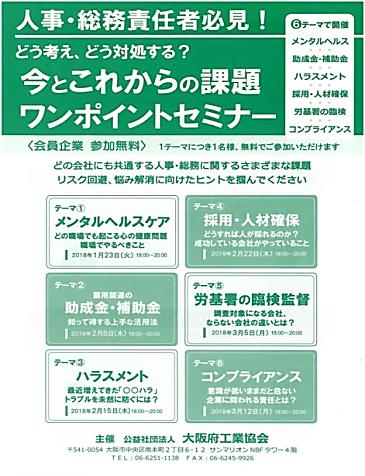 人事・総務責任者必見！
どう考え、どう対処する？
今とこれからの課題
ワンポイントセミナー
⑥テーマで開催
メンタルヘルス
助成金・補助金
ハラスメント
採用・人材確保
労基署の臨検
コンプライアンス
〈会員企業 参加無料〉 1テーマにつき1名様、無料でご参加いただけます
どの会社にも共通する人事・総務に関するさまざまな課題
リスク回避、悩み解消に向けたヒントを掴んでください
テーマ①
メンタルヘルスケア
どの職場でも起こる心の健康問題
職場でやるべきこと
2018年1月23日(火) 18:00〜20:00
テーマ②
雇用関連の
助成金・補助金
知って得する上手な活用法
2018年2月8日(木) 18:00〜20:00
テーマ③
ハラスメント
最近増えてきた「〇〇ハラ」
トラブルを未然に防ぐには？
2018年2月15日(木) 18:00〜20:00
テーマ④
採用・人材確保
どうすれば人が採れるのか？
成功している会社がやっていること
2018年2月22日(木) 18:00〜20:00
テーマ⑤
労基署の臨検監督
調査対象になる会社、
ならない会社の違いとは？
2018年3月5日(月) 18:00〜20:00
テーマ⑥
コンプライアンス
意識が低いままだと危ない
企業に問われる責任とは？
2018年3月12日(月) 18:00〜20:00
主催 公益社団法人 大阪府工業協会
〒541-0054 大阪市中央区南本町2丁目6-12 サンマリオンNBFタワー4階
TEL：06-6251-1138 FAX：06-6245-9926